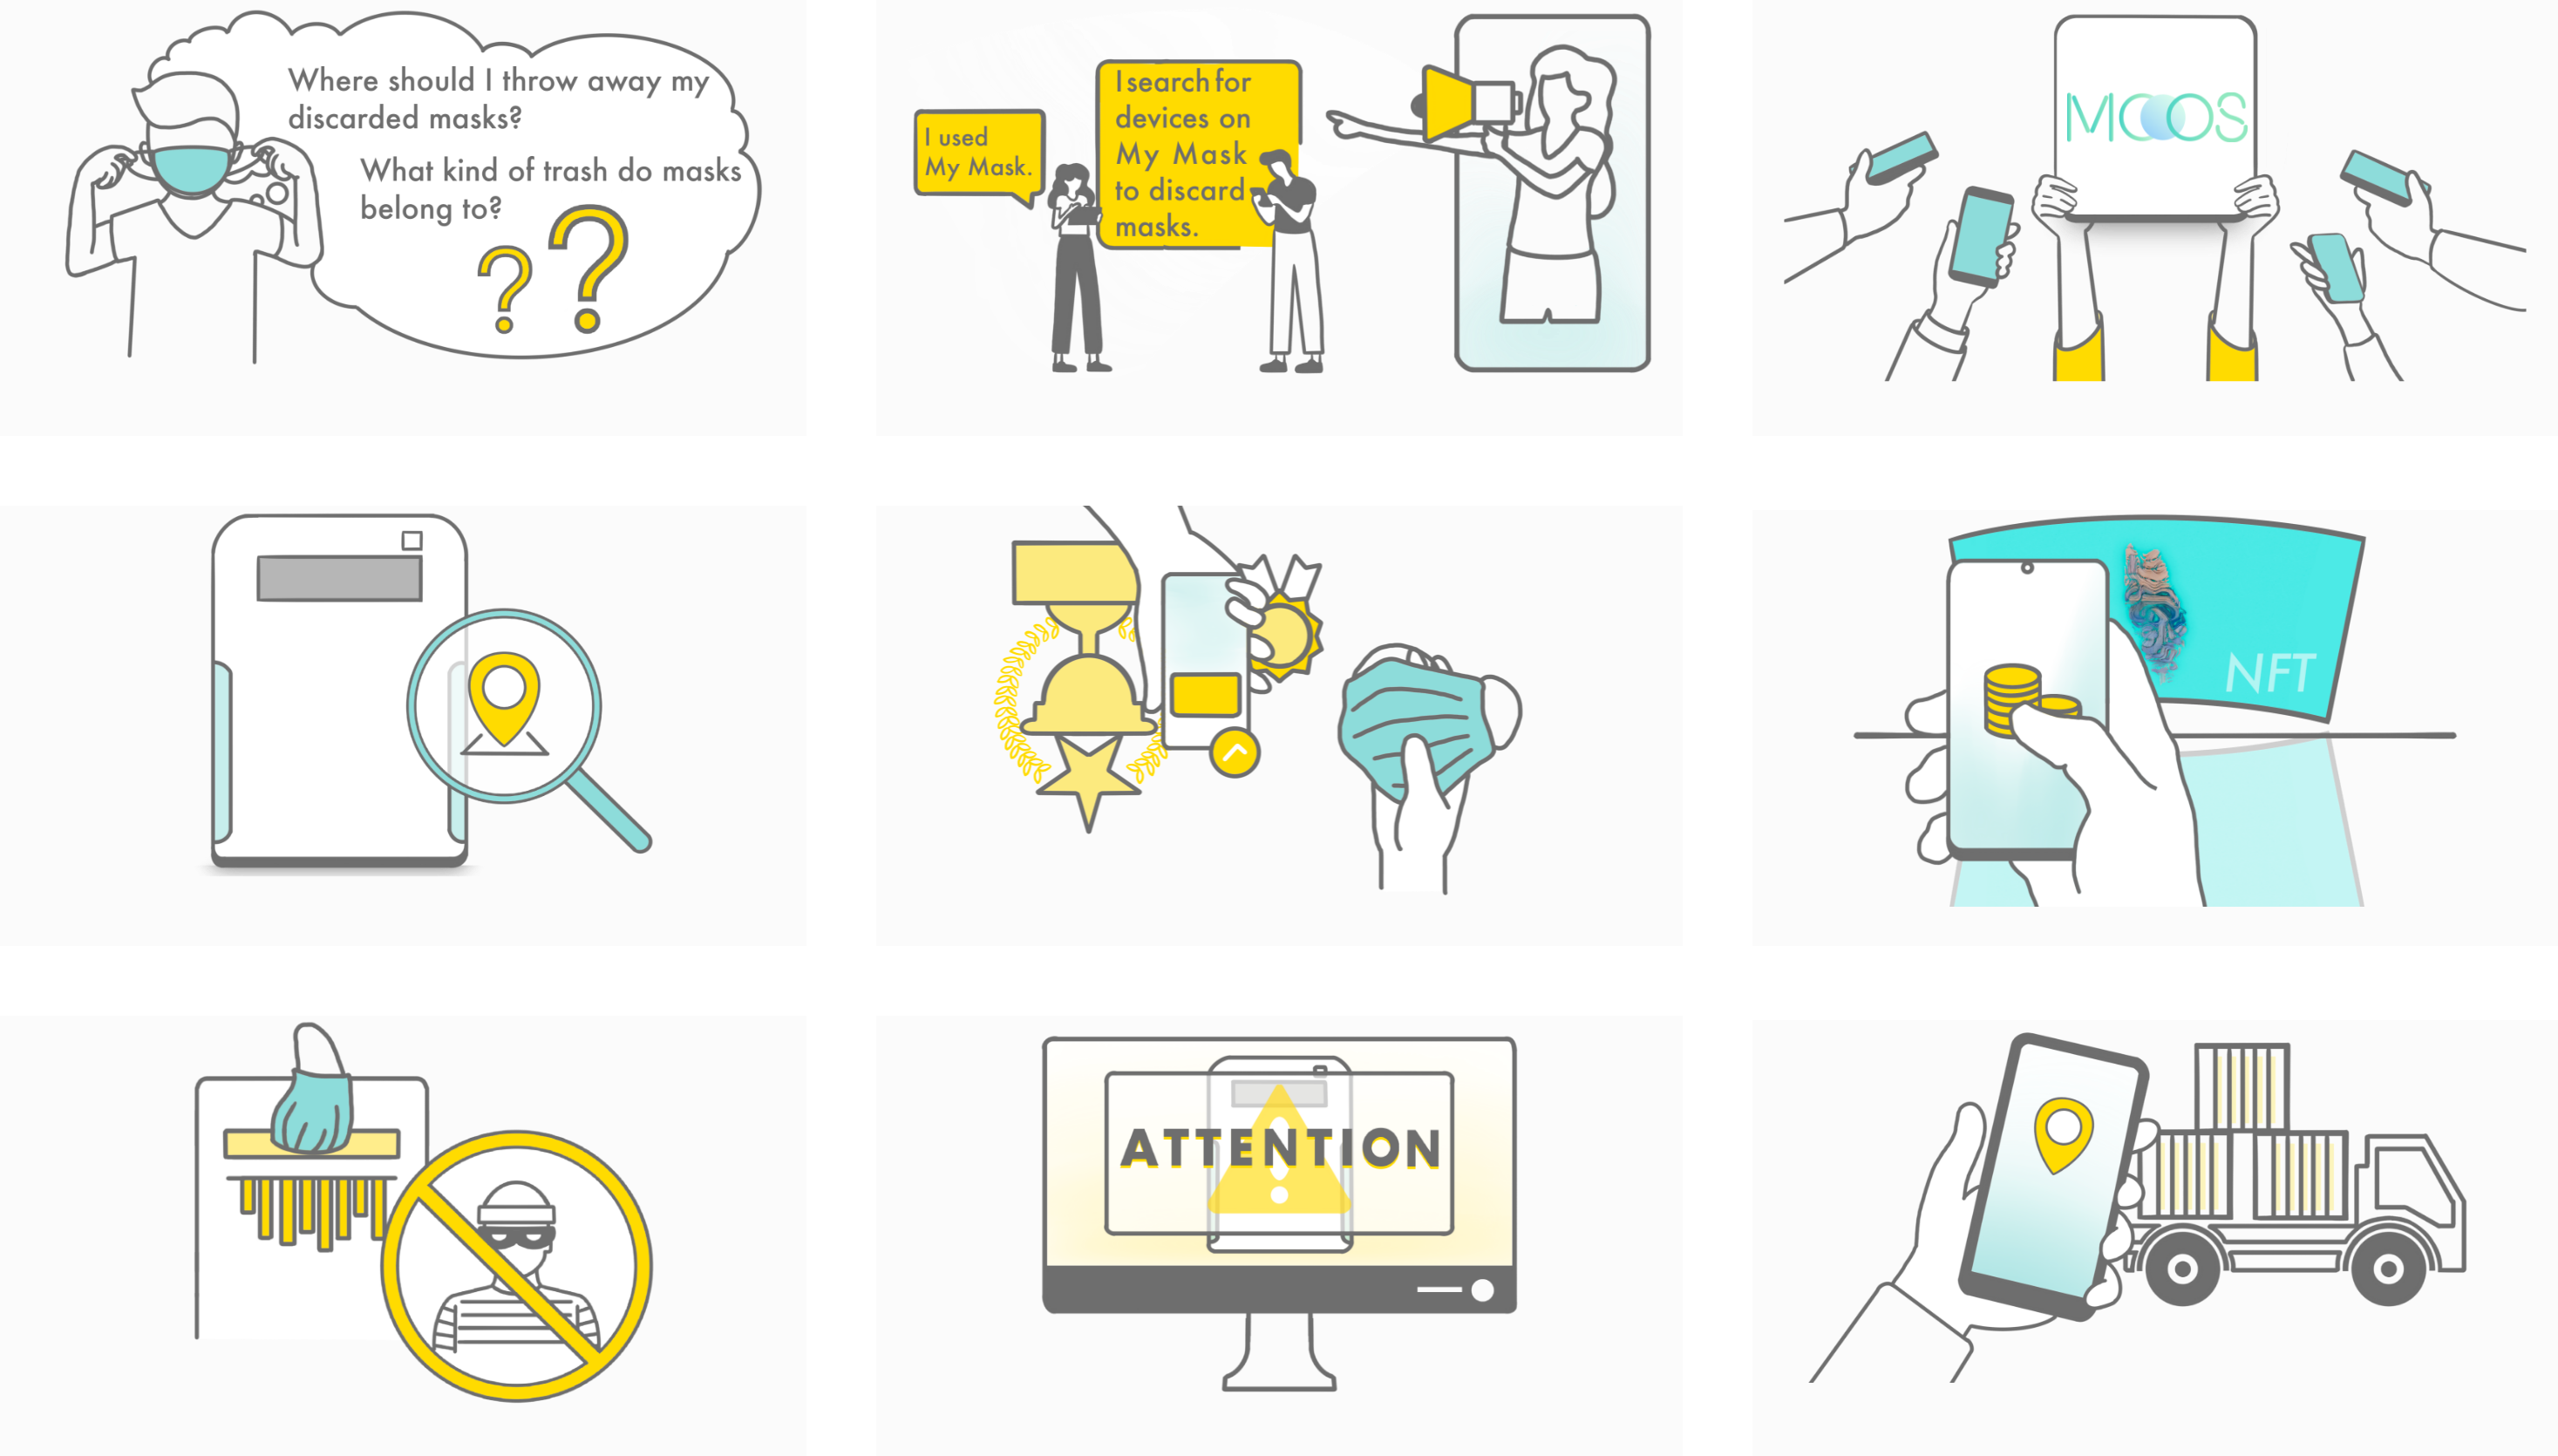 Where should I throw away my
discarded masks?
What kind of trash do masks
belong to?
??
I used
My Mask.
I search for
devices on
My Mask
to discard
masks.
MOOOS
NFT
ATTENTION